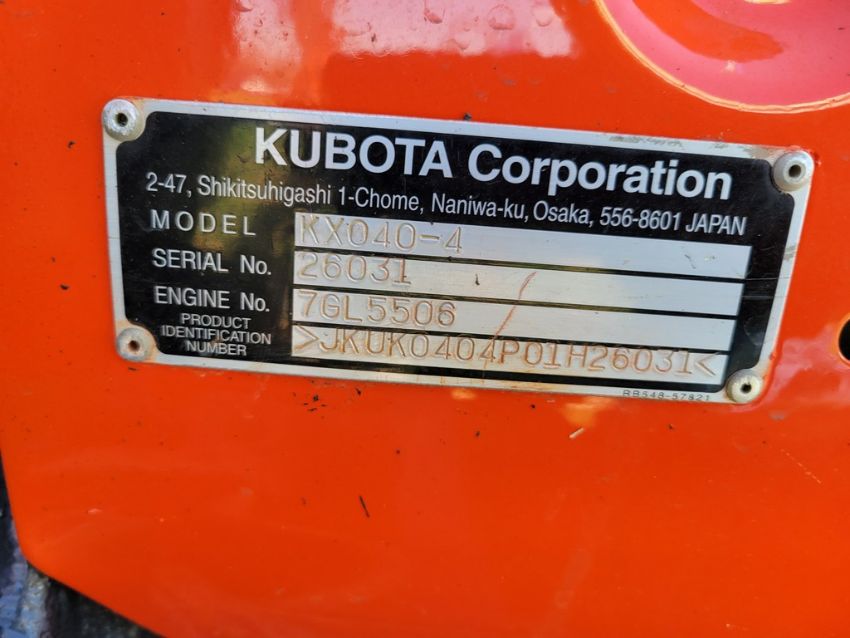 KUBOTA Corporation
2-47, Shikitsuhigashi 1-Chome, Naniwa-ku, Osaka, 556-8601 JAPAN
MODEL KX040-4
SERIAL No. 26031
ENGINE No. 7GL5506
PRODUCT IDENTIFICATION NUMBER >JKUK0404P01H26031<
RB548-57821